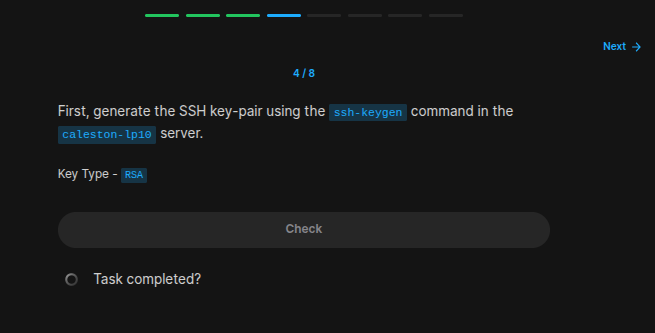 Next →
4 / 8
First, generate the SSH key-pair using the ssh-keygen command in the
caleston-lp10 server.
Key Type - RSA
Check
Task completed?